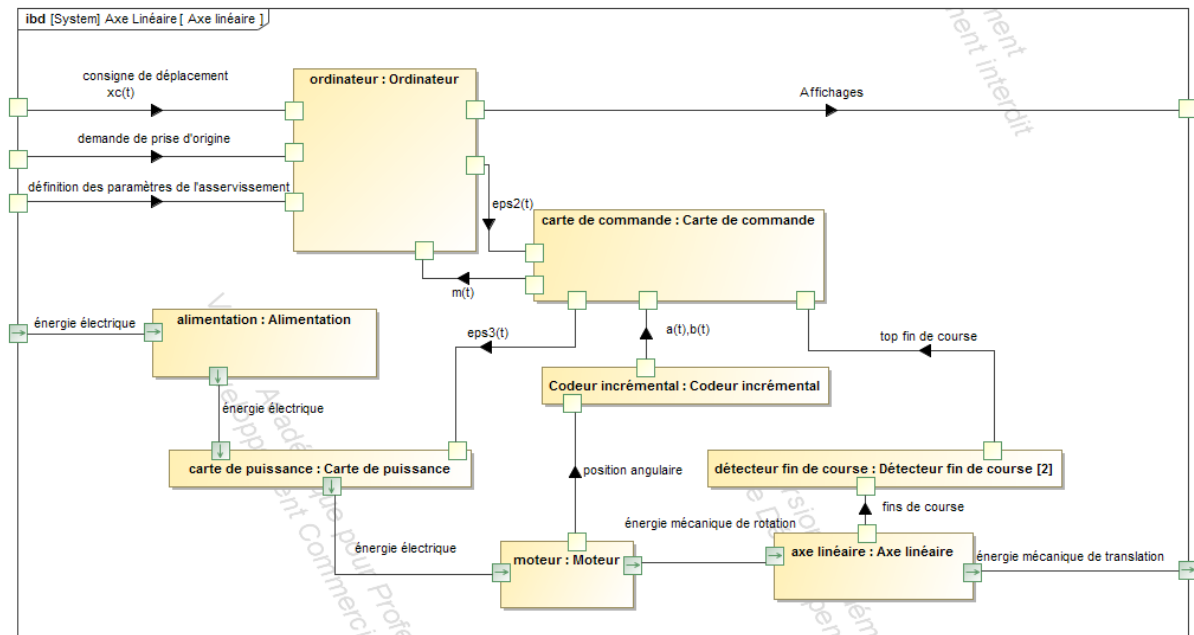 ibd [System] Axe Linéaire [ Axe linéaire ]
consigne de déplacement
xc(t)
ordinateur : Ordinateur
Affichages
demande de prise d'origine
définition des paramètres de l'asservissement
eps2(t)
carte de commande : Carte de commande
m(t)
énergie électrique
alimentation : Alimentation
eps3(t)
a(t),b(t)
top fin de course
Codeur incrémental : Codeur incrémental
énergie électrique
carte de puissance : Carte de puissance
position angulaire
détecteur fin de course : Détecteur fin de course [2]
fins de course
énergie mécanique de rotation
énergie électrique
moteur : Moteur
axe linéaire : Axe linéaire
énergie mécanique de translation